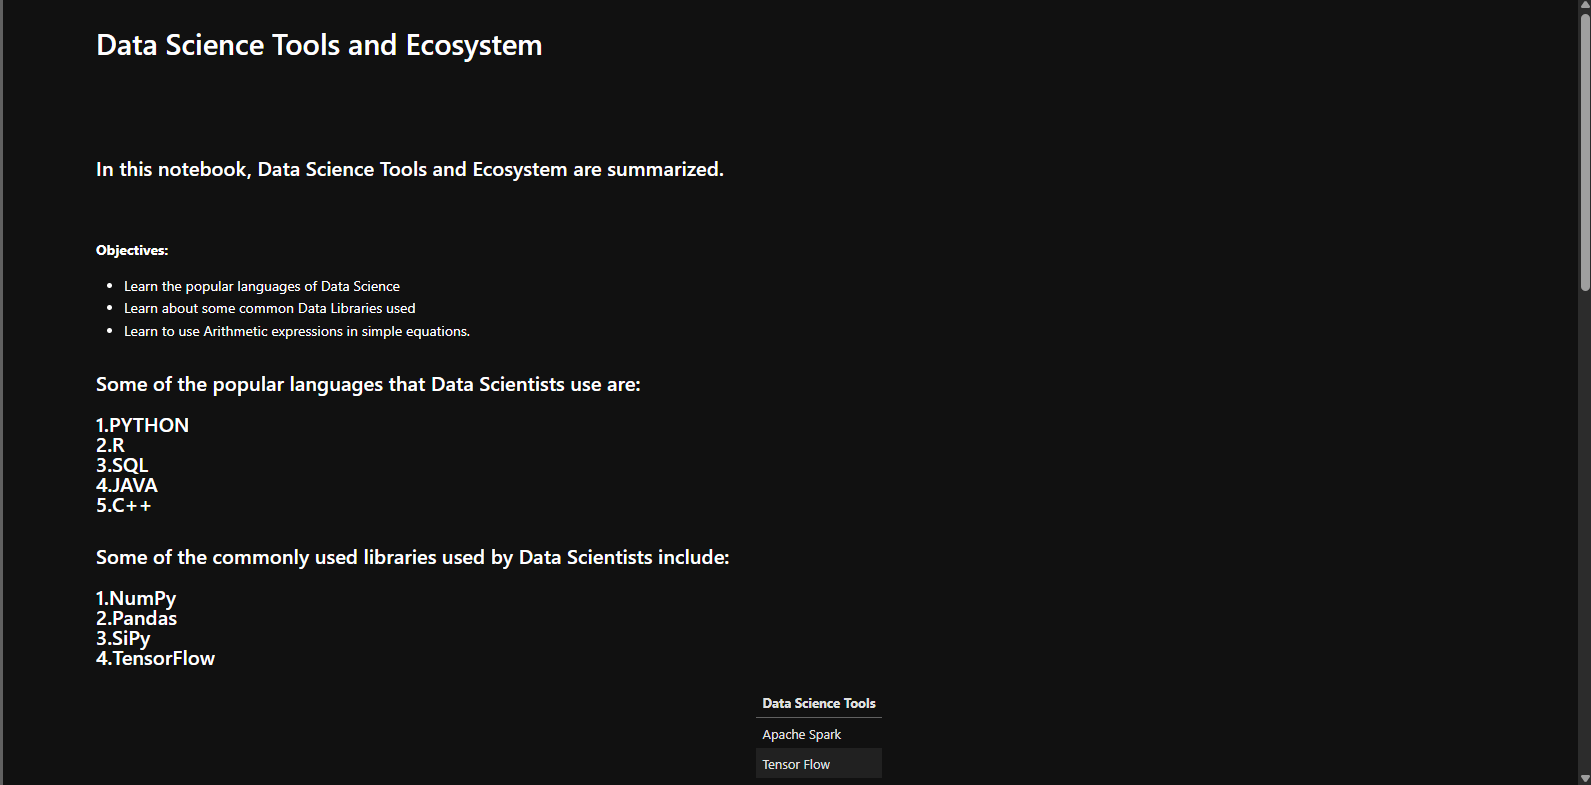 Data Science Tools and Ecosystem
In this notebook, Data Science Tools and Ecosystem are summarized.
Objectives:
• Learn the popular languages of Data Science
• Learn about some common Data Libraries used
• Learn to use Arithmetic expressions in simple equations.
Some of the popular languages that Data Scientists use are:
1.PYTHON
2.R
3.SQL
4.JAVA
5.C++
Some of the commonly used libraries used by Data Scientists include:
1.NumPy
2.Pandas
3.SiPy
4.TensorFlow
Data Science Tools
Apache Spark
Tensor Flow